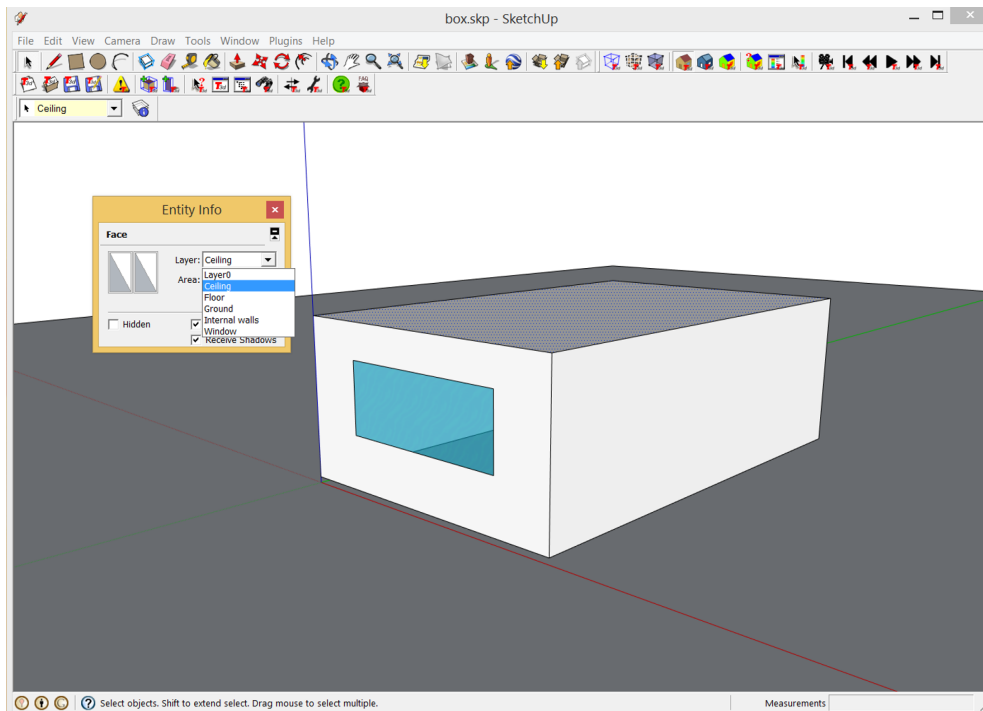 box.skp - SketchUp
File Edit View Camera Draw Tools Window Plugins Help
FAQ
Ceiling
Entity Info
Face
Layer: Ceiling
Layer0
Area:
Ceiling
Floor
Ground
Internal walls
Hidden
Window
Receive Shadows
Select objects. Shift to extend select. Drag mouse to select multiple.
Measurements